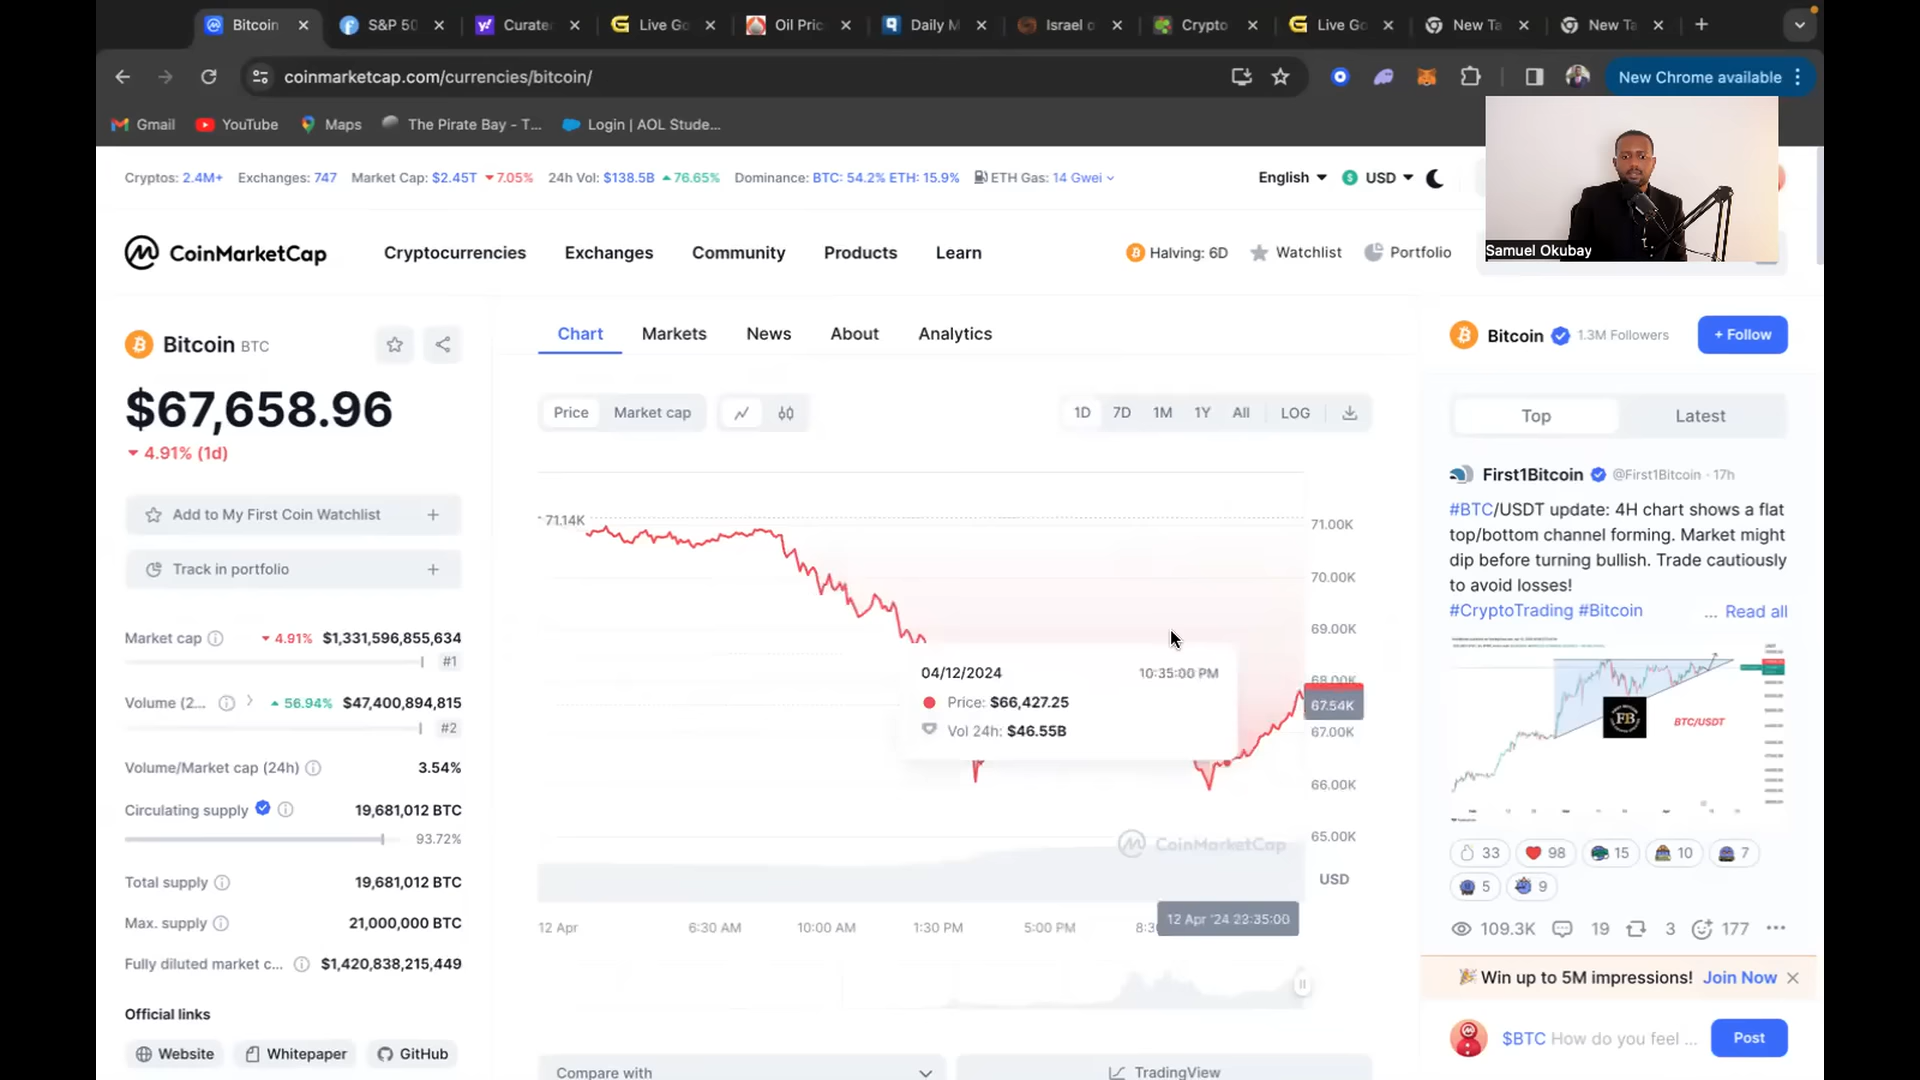 Bitcoin
S&P 50
Curate
Live Go
Oil Pric
Daily M
Israel o
Crypto
Live Go
New Ta
New Ta
coinmarketcap.com/currencies/bitcoin/
New Chrome available
Gmail
YouTube
Maps
The Pirate Bay - T...
Login | AOL Stude...
Cryptos: 2.4M+ Exchanges: 747 Market Cap: $2.45T 7.05% 24h Vol: $138.5B 76.65% Dominance: BTC: 54.2% ETH: 15.9% ETH Gas: 14 Gwei
English
USD
Samuel Okubay
CoinMarketCap
Cryptocurrencies Exchanges Community Products Learn
Halving: 6D Watchlist Portfolio
Bitcoin BTC
$67,658.96
4.91% (1d)
Add to My First Coin Watchlist +
Track in portfolio +
Market cap 4.91% $1,331,596,855,634
#1
Volume (2... 56.94% $47,400,894,815
#2
Volume/Market cap (24h) 3.54%
Circulating supply 19,681,012 BTC
93.72%
Total supply 19,681,012 BTC
Max. supply 21,000,000 BTC
Fully diluted market c... $1,420,838,215,449
Official links
Website Whitepaper GitHub
Chart Markets News About Analytics
Price Market cap
1D 7D 1M 1Y All LOG
71.14K
71.00K
70.00K
69.00K
68.00K
67.54K
67.00K
66.00K
65.00K
04/12/2024 10:35:00 PM
Price: $66,427.25
Vol 24h: $46.55B
CoinMarketCap
USD
12 Apr 6:30 AM 10:00 AM 1:30 PM 5:00 PM 8:3
12 Apr '24 22:35:00
Compare with
TradingView
Bitcoin 1.3M Followers + Follow
Top Latest
First1Bitcoin @First1Bitcoin · 17h
#BTC/USDT update: 4H chart shows a flat
top/bottom channel forming. Market might
dip before turning bullish. Trade cautiously
to avoid losses!
#CryptoTrading #Bitcoin ... Read all
FB
BTC/USDT
33 98 15 10 7
5 9
109.3K 19 3 177
Win up to 5M impressions! Join Now
$BTC How do you feel ... Post